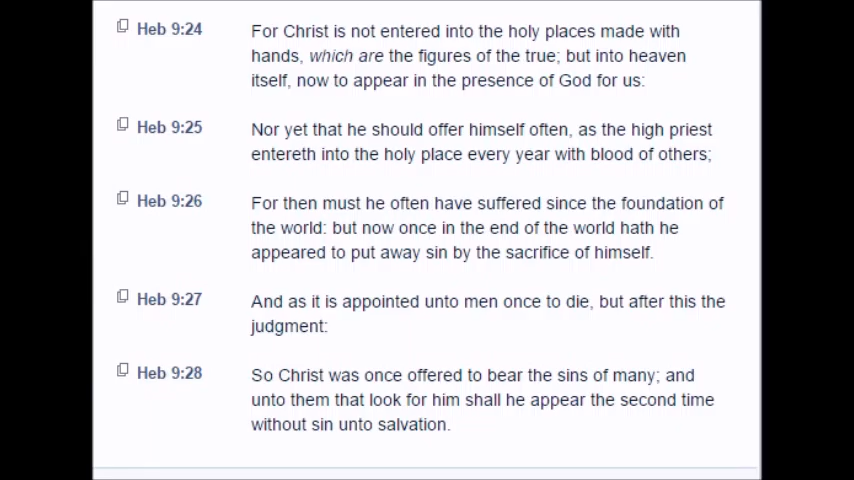 Heb 9:24 For Christ is not entered into the holy places made with
hands, which are the figures of the true; but into heaven
itself, now to appear in the presence of God for us:
Heb 9:25 Nor yet that he should offer himself often, as the high priest
entereth into the holy place every year with blood of others;
Heb 9:26 For then must he often have suffered since the foundation of
the world: but now once in the end of the world hath he
appeared to put away sin by the sacrifice of himself.
Heb 9:27 And as it is appointed unto men once to die, but after this the
judgment:
Heb 9:28 So Christ was once offered to bear the sins of many; and
unto them that look for him shall he appear the second time
without sin unto salvation.